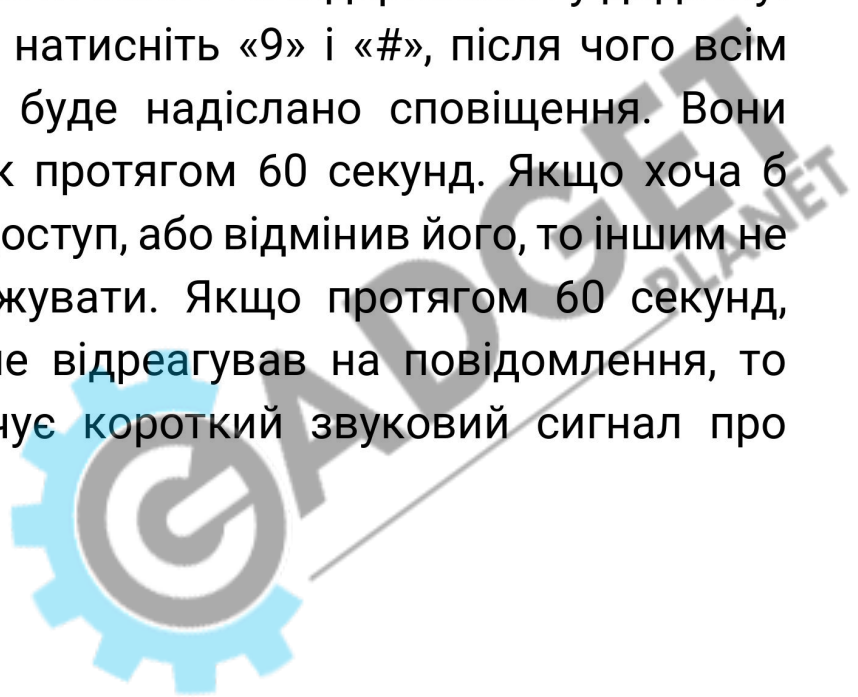 натисніть «9» і «#», після чого всім
буде надіслано сповіщення. Вони
к протягом 60 секунд. Якщо хоча б
оступ, або відмінив його, то іншим не
жувати. Якщо протягом 60 секунд,
не відреагував на повідомлення, то
чує короткий звуковий сигнал про
GADGET
PLANET